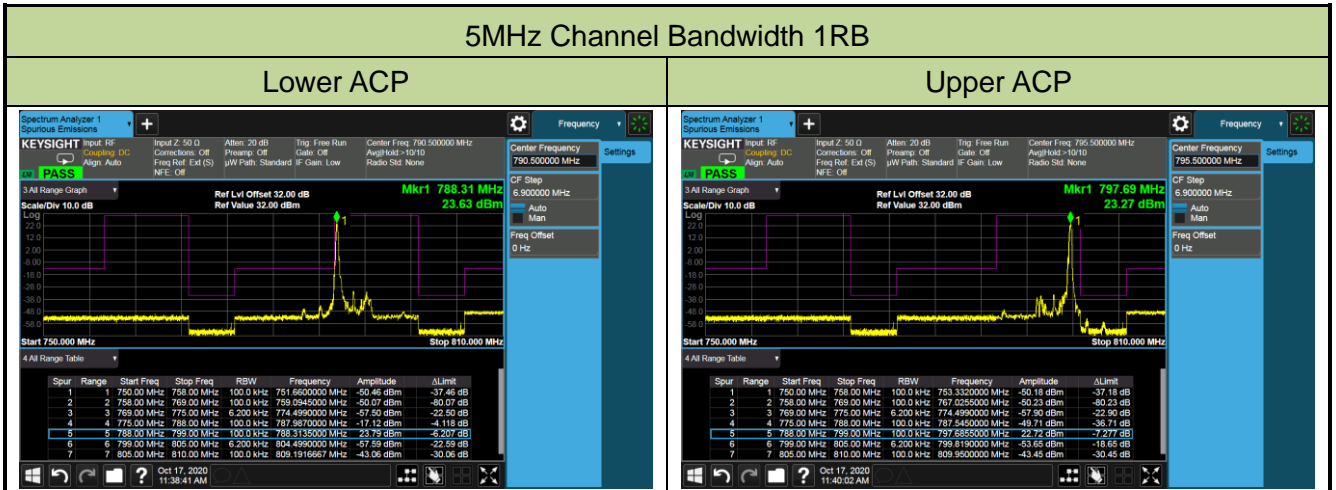 5MHz Channel Bandwidth 1RB
Lower ACP
Upper ACP
Spectrum Analyzer 1
Spurious Emissions
+
Frequency
KEYSIGHT
Input: RF
Coupling: DC
Align: Auto
Input Z: 50 Ω
Corrections: Off
Freq Ref: Ext (S)
NFE: Off
Atten: 20 dB
Preamp: Off
µW Path: Standard
Trig: Free Run
Gate: Off
IF Gain: Low
Center Freq: 790.500000 MHz
Avg|Hold:>10/10
Radio Std: None
PASS
Center Frequency
790.500000 MHz
Settings
CF Step
6.900000 MHz
Auto
Man
Freq Offset
0 Hz
3 All Range Graph
Scale/Div 10.0 dB
Ref Lvl Offset 32.00 dB
Ref Value 32.00 dBm
Mkr1 788.31 MHz
23.63 dBm
Log
22.0
12.0
2.00
-8.00
-18.0
-28.0
-38.0
-48.0
-58.0
1
Start 750.000 MHz
Stop 810.000 MHz
4 All Range Table
Spur Range Start Freq Stop Freq RBW Frequency Amplitude ΔLimit
1 1 750.00 MHz 758.00 MHz 100.0 kHz 751.6600000 MHz -50.46 dBm -37.46 dB
2 2 758.00 MHz 769.00 MHz 100.0 kHz 759.0945000 MHz -50.07 dBm -80.07 dB
3 3 769.00 MHz 775.00 MHz 6.200 kHz 774.4990000 MHz -57.50 dBm -22.50 dB
4 4 775.00 MHz 788.00 MHz 100.0 kHz 787.9870000 MHz -17.12 dBm -4.118 dB
5 5 788.00 MHz 799.00 MHz 100.0 kHz 788.3135000 MHz 23.79 dBm -6.207 dB
6 6 799.00 MHz 805.00 MHz 6.200 kHz 804.4990000 MHz -57.59 dBm -22.59 dB
7 7 805.00 MHz 810.00 MHz 100.0 kHz 809.1916667 MHz -43.06 dBm -30.06 dB
?
Oct 17, 2020
11:38:41 AM
Spectrum Analyzer 1
Spurious Emissions
+
Frequency
KEYSIGHT
Input: RF
Coupling: DC
Align: Auto
Input Z: 50 Ω
Corrections: Off
Freq Ref: Ext (S)
NFE: Off
Atten: 20 dB
Preamp: Off
µW Path: Standard
Trig: Free Run
Gate: Off
IF Gain: Low
Center Freq: 795.500000 MHz
Avg|Hold:>10/10
Radio Std: None
PASS
Center Frequency
795.500000 MHz
Settings
CF Step
6.900000 MHz
Auto
Man
Freq Offset
0 Hz
3 All Range Graph
Scale/Div 10.0 dB
Ref Lvl Offset 32.00 dB
Ref Value 32.00 dBm
Mkr1 797.69 MHz
23.27 dBm
Log
22.0
12.0
2.00
-8.00
-18.0
-28.0
-38.0
-48.0
-58.0
1
Start 750.000 MHz
Stop 810.000 MHz
4 All Range Table
Spur Range Start Freq Stop Freq RBW Frequency Amplitude ΔLimit
1 1 750.00 MHz 758.00 MHz 100.0 kHz 753.3320000 MHz -50.18 dBm -37.18 dB
2 2 758.00 MHz 769.00 MHz 100.0 kHz 767.0255000 MHz -50.23 dBm -80.23 dB
3 3 769.00 MHz 775.00 MHz 6.200 kHz 774.4990000 MHz -57.90 dBm -22.90 dB
4 4 775.00 MHz 788.00 MHz 100.0 kHz 787.5450000 MHz -49.71 dBm -36.71 dB
5 5 788.00 MHz 799.00 MHz 100.0 kHz 797.6855000 MHz 22.72 dBm -7.277 dB
6 6 799.00 MHz 805.00 MHz 6.200 kHz 799.8190000 MHz -53.65 dBm -18.65 dB
7 7 805.00 MHz 810.00 MHz 100.0 kHz 809.9500000 MHz -43.45 dBm -30.45 dB
?
Oct 17, 2020
11:40:02 AM